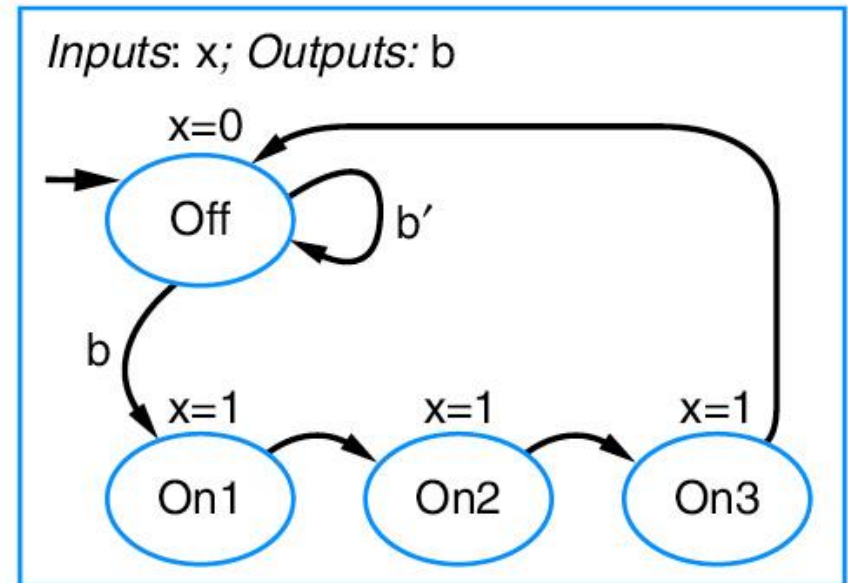 Inputs: x; Outputs: b
x=0
Off
b′
b
x=1
x=1
x=1
On1
On2
On3